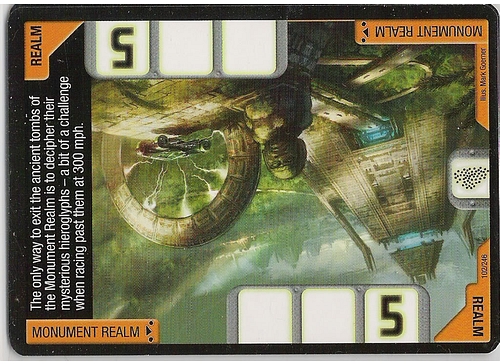 REALM
The only way to exit the ancient tombs of
the Monument Realm is to decipher their
mysterious hieroglyphs – a bit of a challenge
when racing past them at 300 mph.
MONUMENT REALM
5
MONUMENT REALM
Illus. Mark Goerner
102/246
REALM
5